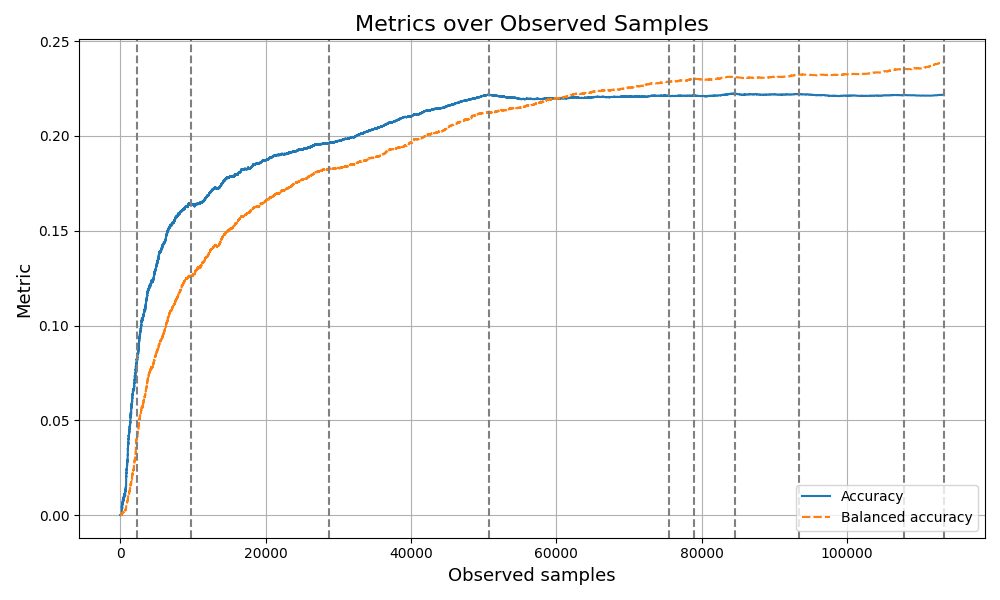 Metrics over Observed Samples
Metric
0.25
0.20
0.15
0.10
0.05
0.00
0
20000
40000
60000
80000
100000
Observed samples
Accuracy
Balanced accuracy